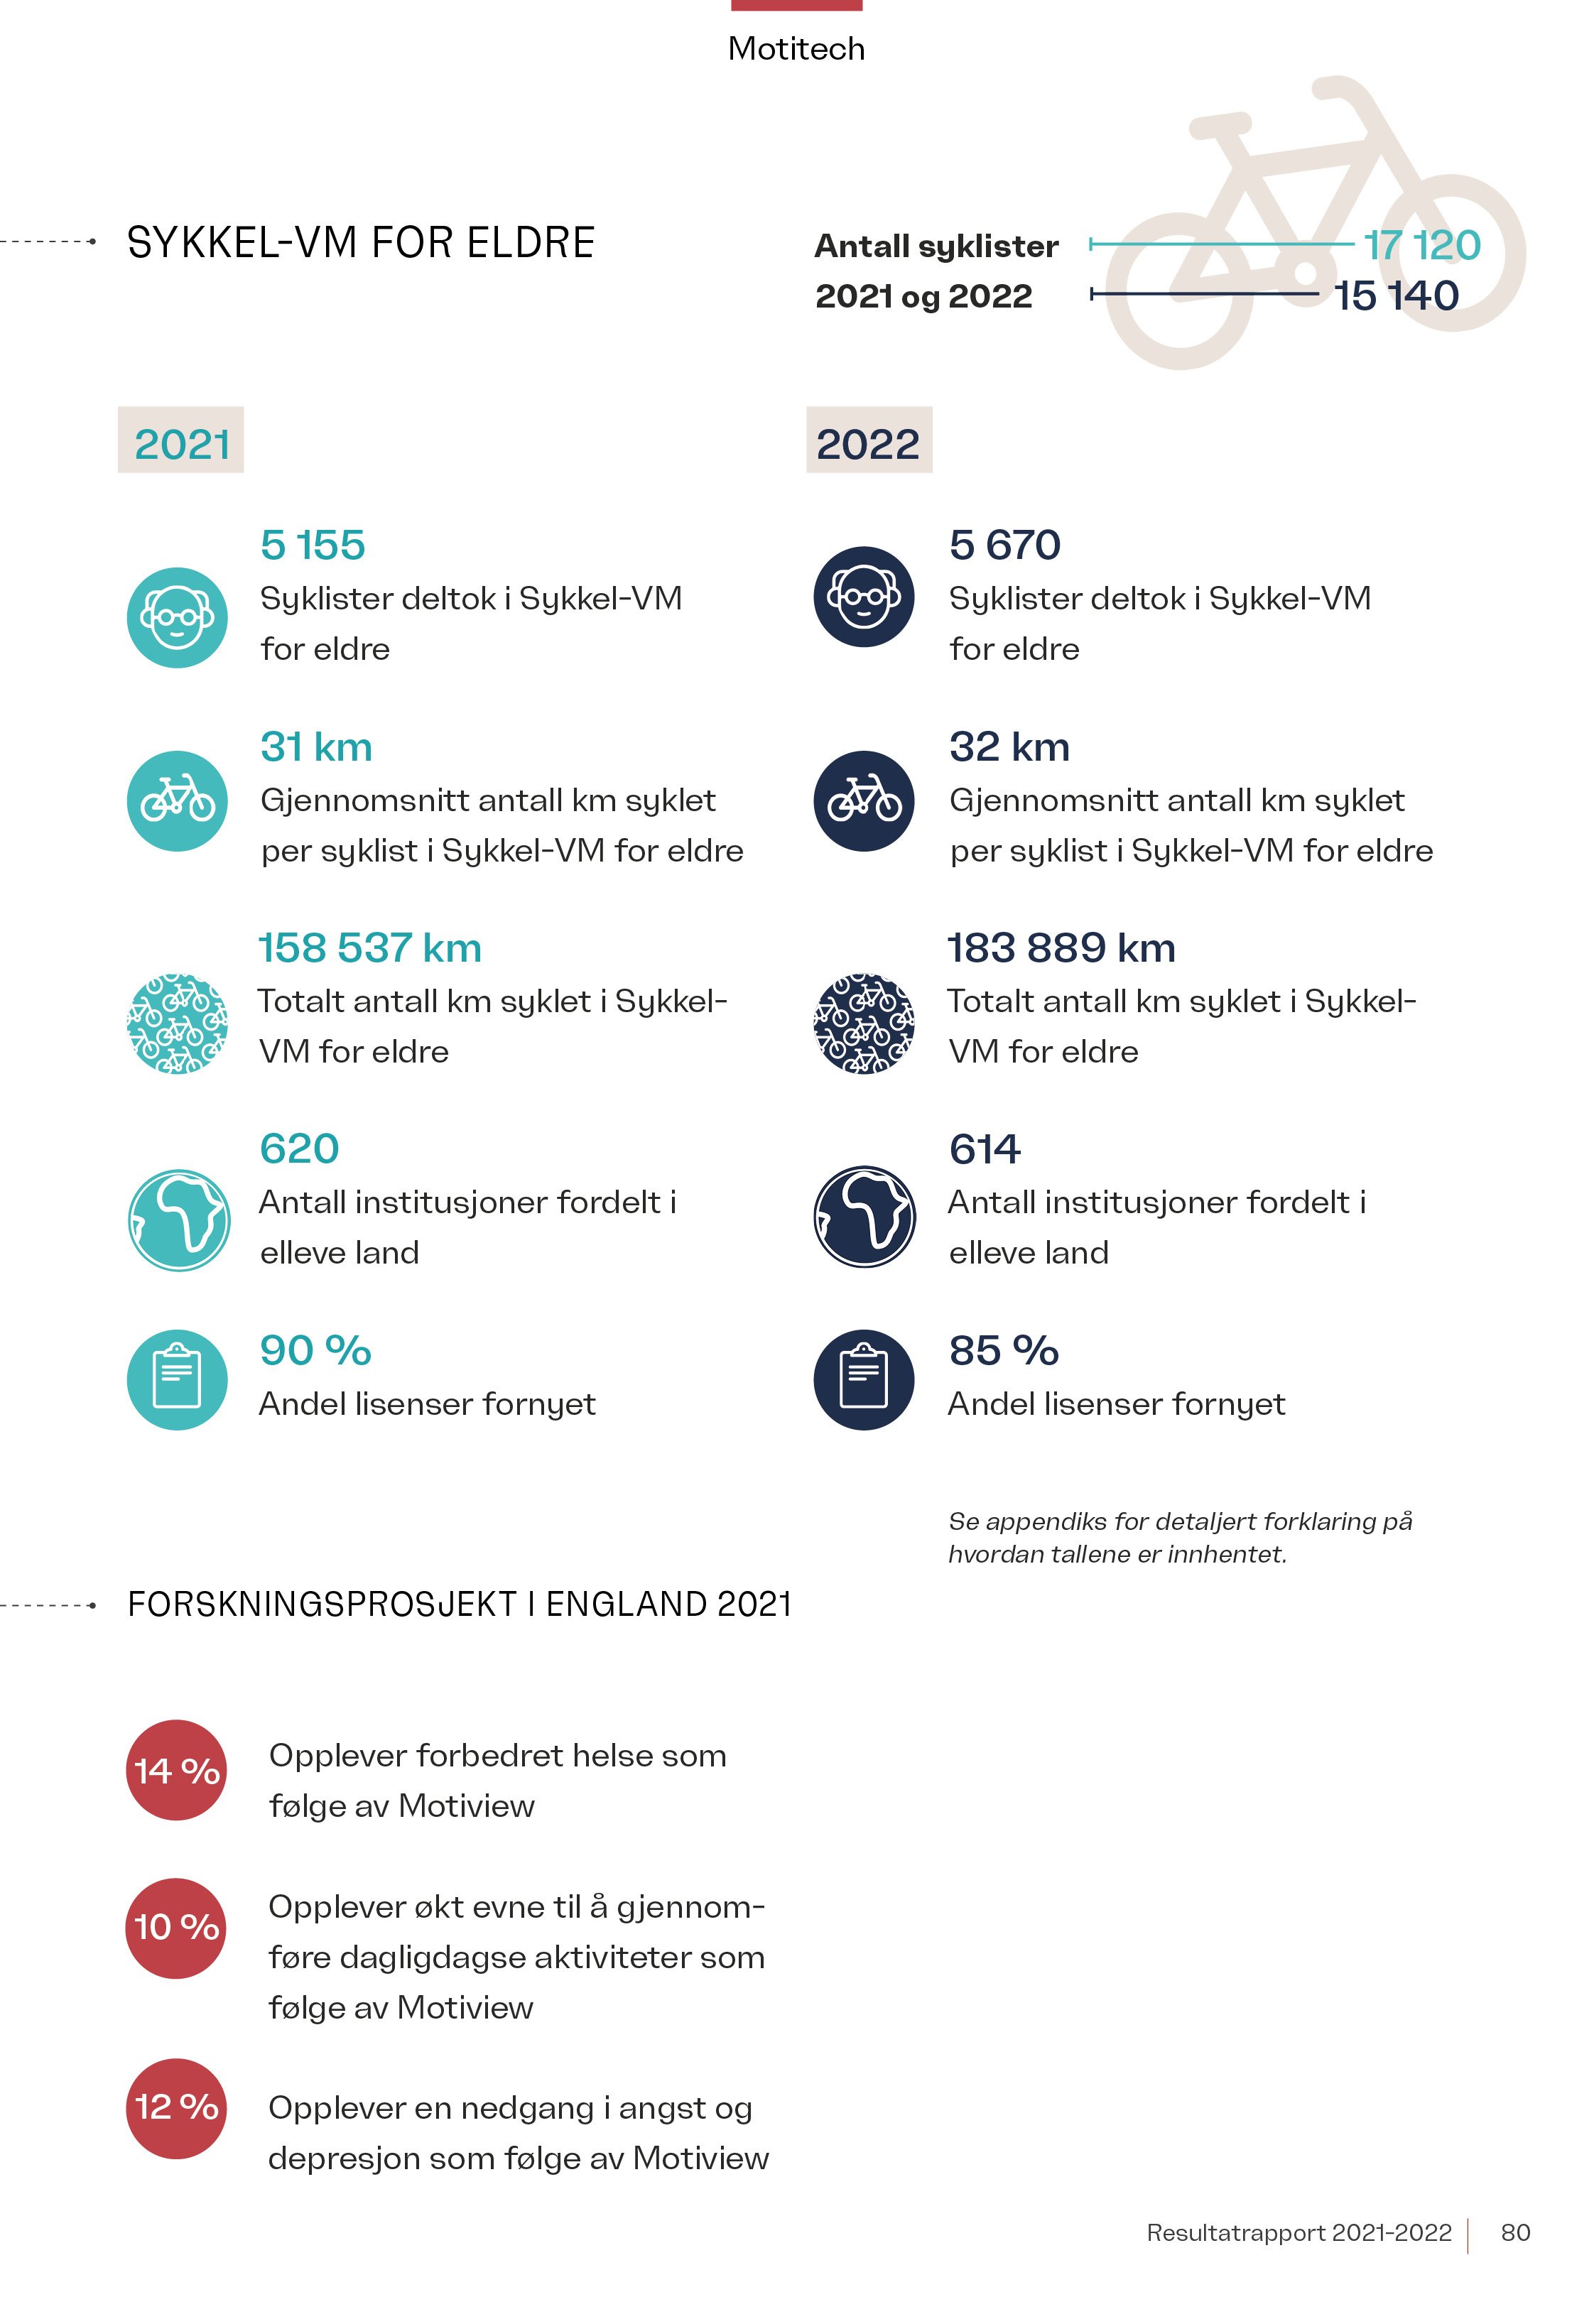 Motitech
SYKKEL-VM FOR ELDRE
Antall syklister
2021 og 2022
17 120
15 140
2021
5 155
Syklister deltok i Sykkel-VM
for eldre
31 km
Gjennomsnitt antall km syklet
per syklist i Sykkel-VM for eldre
158 537 km
Totalt antall km syklet i Sykkel-
VM for eldre
620
Antall institusjoner fordelt i
elleve land
90 %
Andel lisenser fornyet
2022
5 670
Syklister deltok i Sykkel-VM
for eldre
32 km
Gjennomsnitt antall km syklet
per syklist i Sykkel-VM for eldre
183 889 km
Totalt antall km syklet i Sykkel-
VM for eldre
614
Antall institusjoner fordelt i
elleve land
85 %
Andel lisenser fornyet
Se appendiks for detaljert forklaring på
hvordan tallene er innhentet.
FORSKNINGSPROSJEKT I ENGLAND 2021
14 %
Opplever forbedret helse som
følge av Motiview
10 %
Opplever økt evne til å gjennom-
føre dagligdagse aktiviteter som
følge av Motiview
12 %
Opplever en nedgang i angst og
depresjon som følge av Motiview
Resultatrapport 2021-2022
80